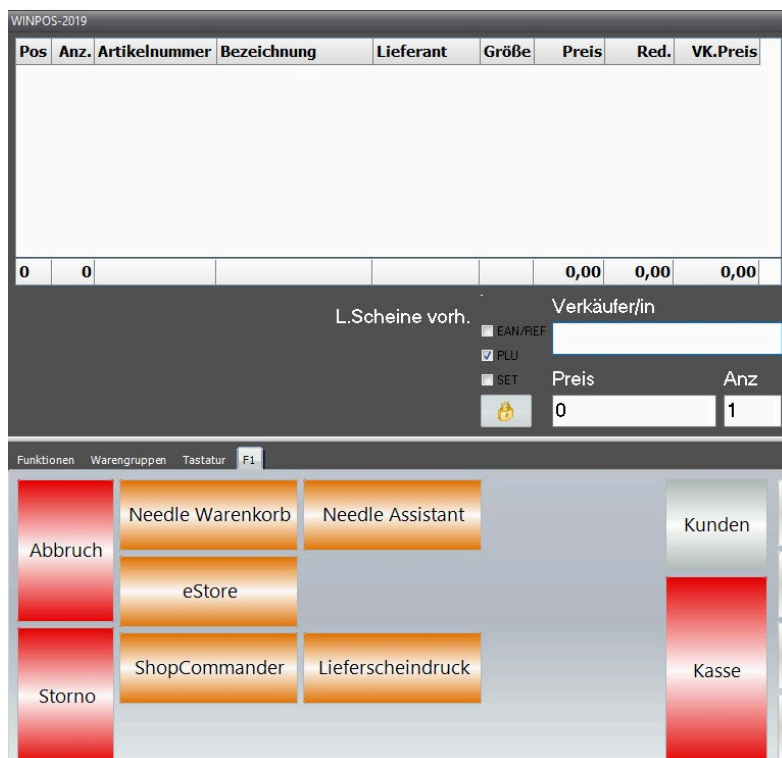 WINPOS-2019
Pos Anz. Artikelnummer Bezeichnung Lieferant Größe Preis Red. VK.Preis
0 0 0,00 0,00 0,00
L.Scheine vorh.
Verkäufer/in
EAN/REF
PLU
SET
Preis Anz
0 1
Funktionen Warengruppen Tastatur F1
Abbruch
Needle Warenkorb Needle Assistant
Kunden
eStore
Storno
ShopCommander Lieferscheindruck
Kasse